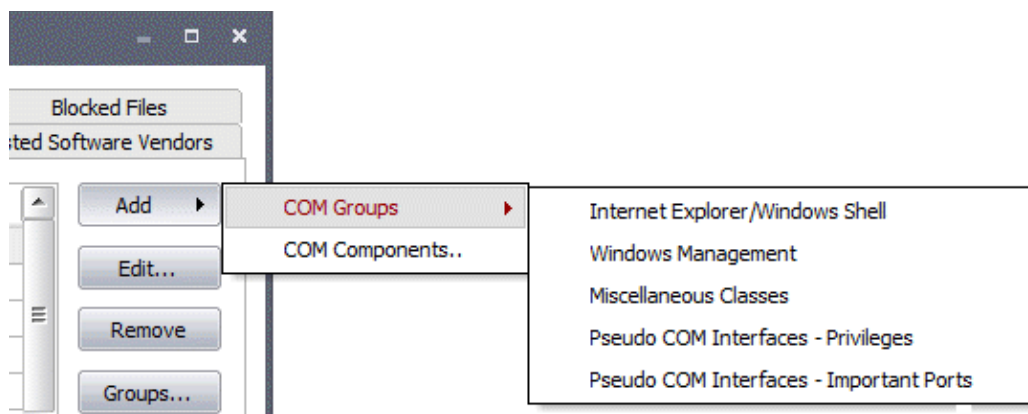 Blocked Files
sted Software Vendors
Add
COM Groups
Internet Explorer/Windows Shell
COM Components..
Windows Management
Edit...
Miscellaneous Classes
Remove
Pseudo COM Interfaces - Privileges
Groups...
Pseudo COM Interfaces - Important Ports